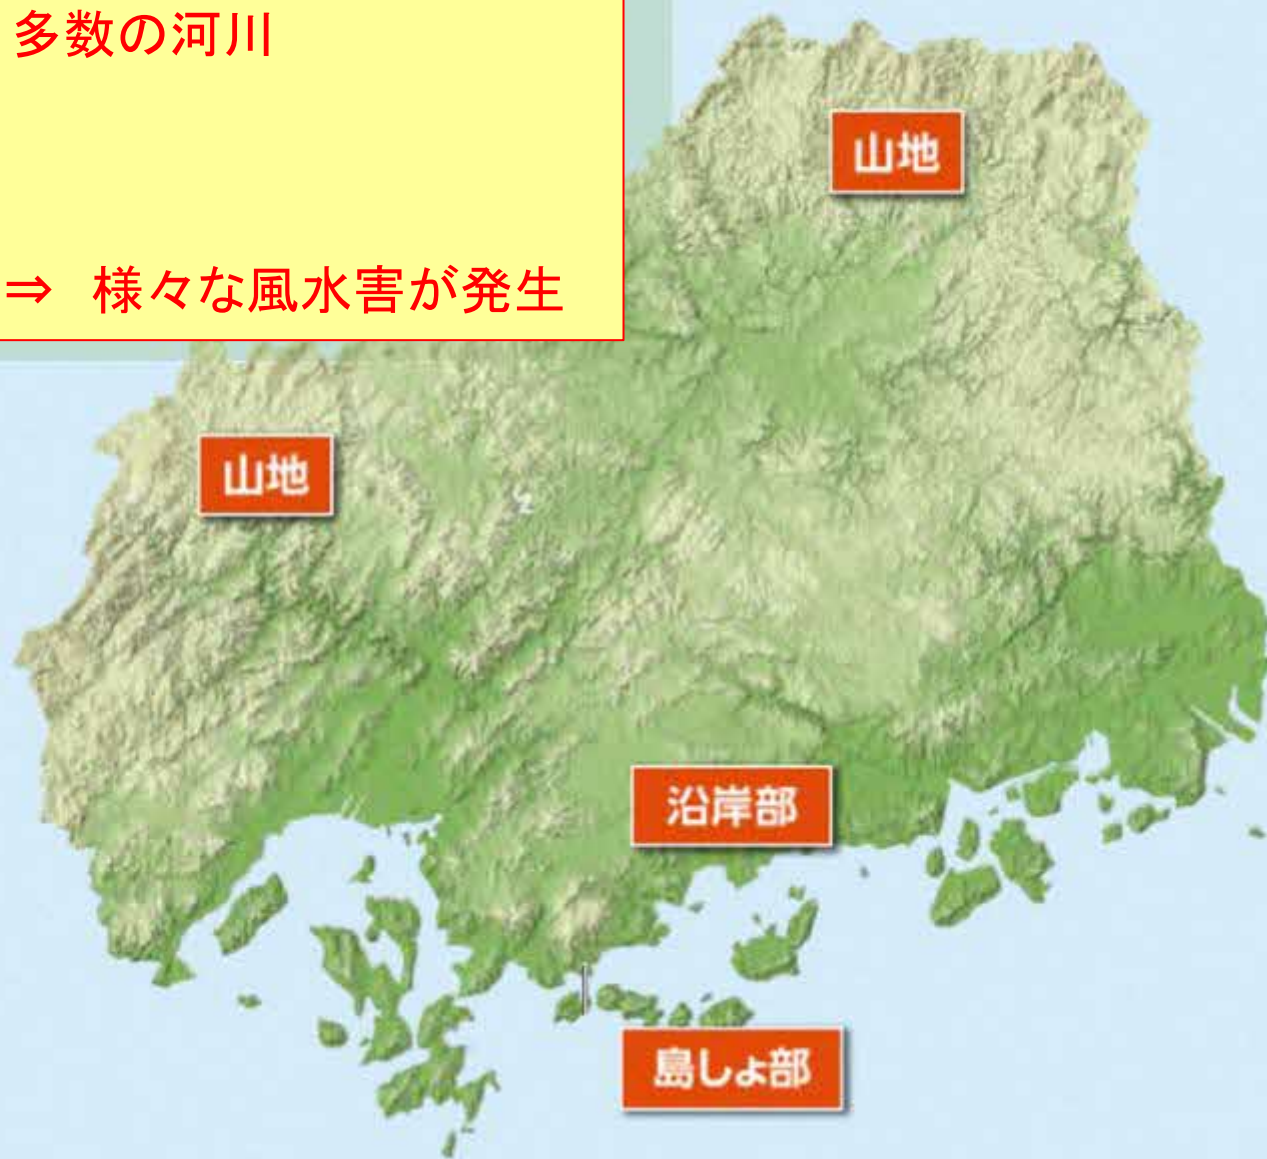 多数の河川
⇒ 様々な風水害が発生
山地
山地
沿岸部
島しょ部